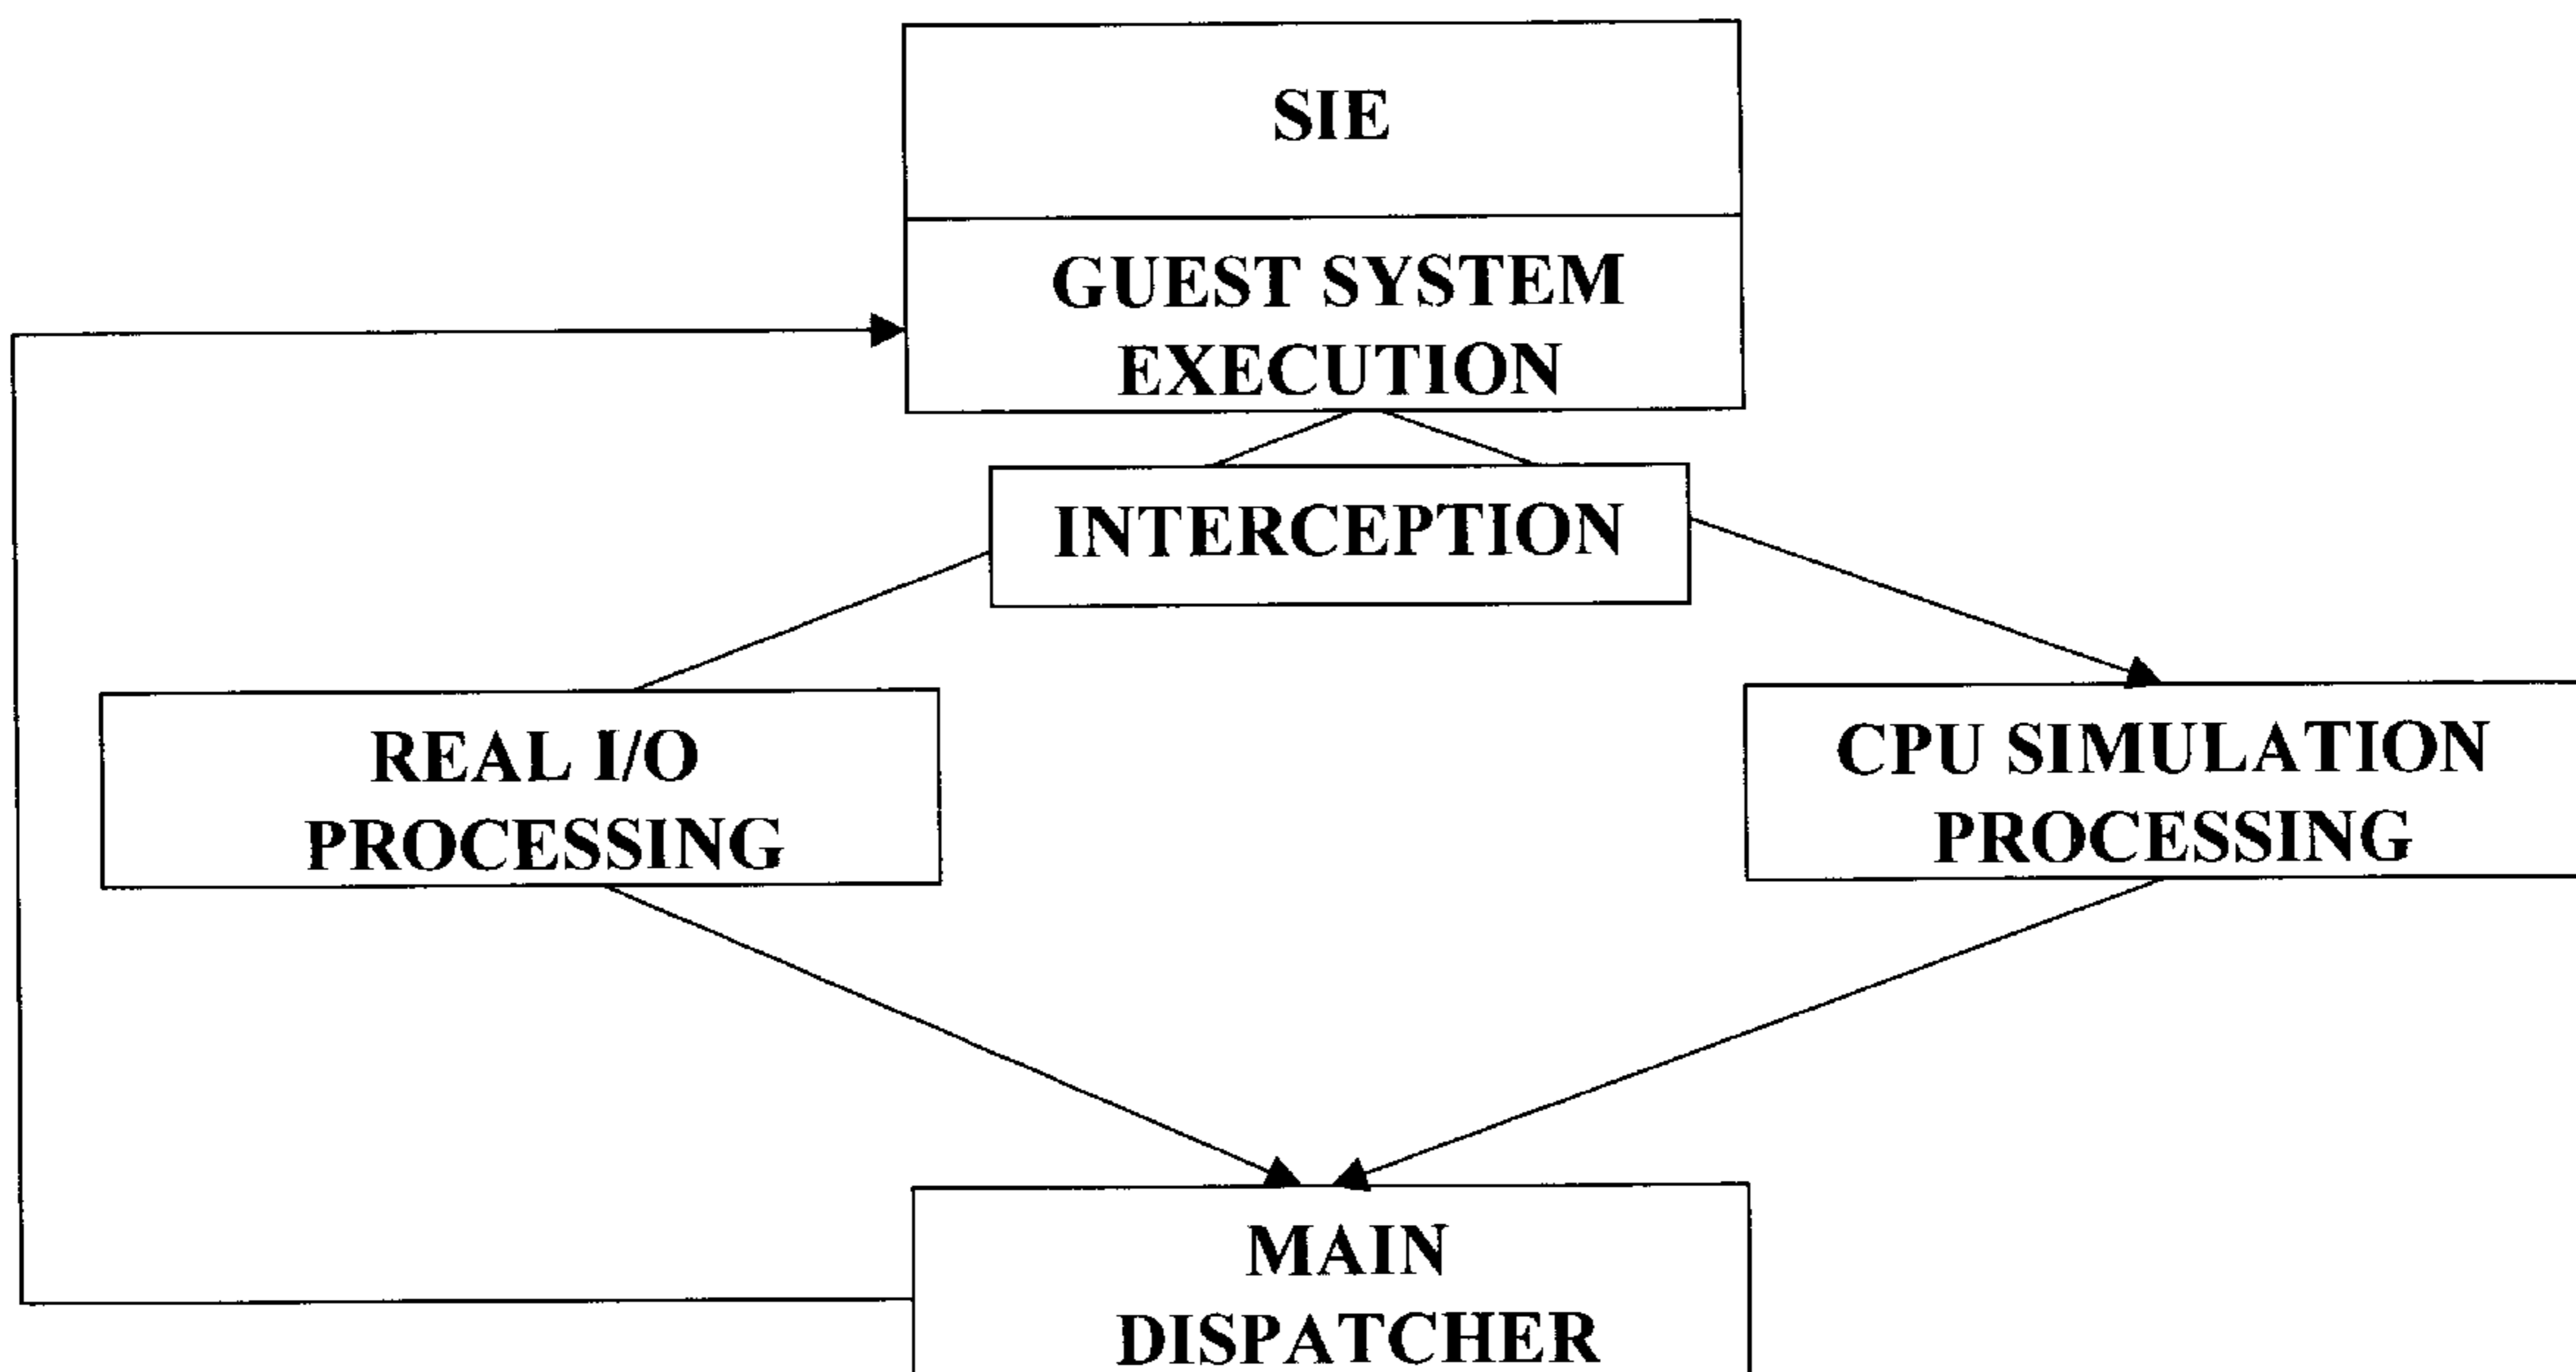 SIE
GUEST SYSTEM
EXECUTION
INTERCEPTION
REAL I/O
PROCESSING
CPU SIMULATION
PROCESSING
MAIN
DISPATCHER